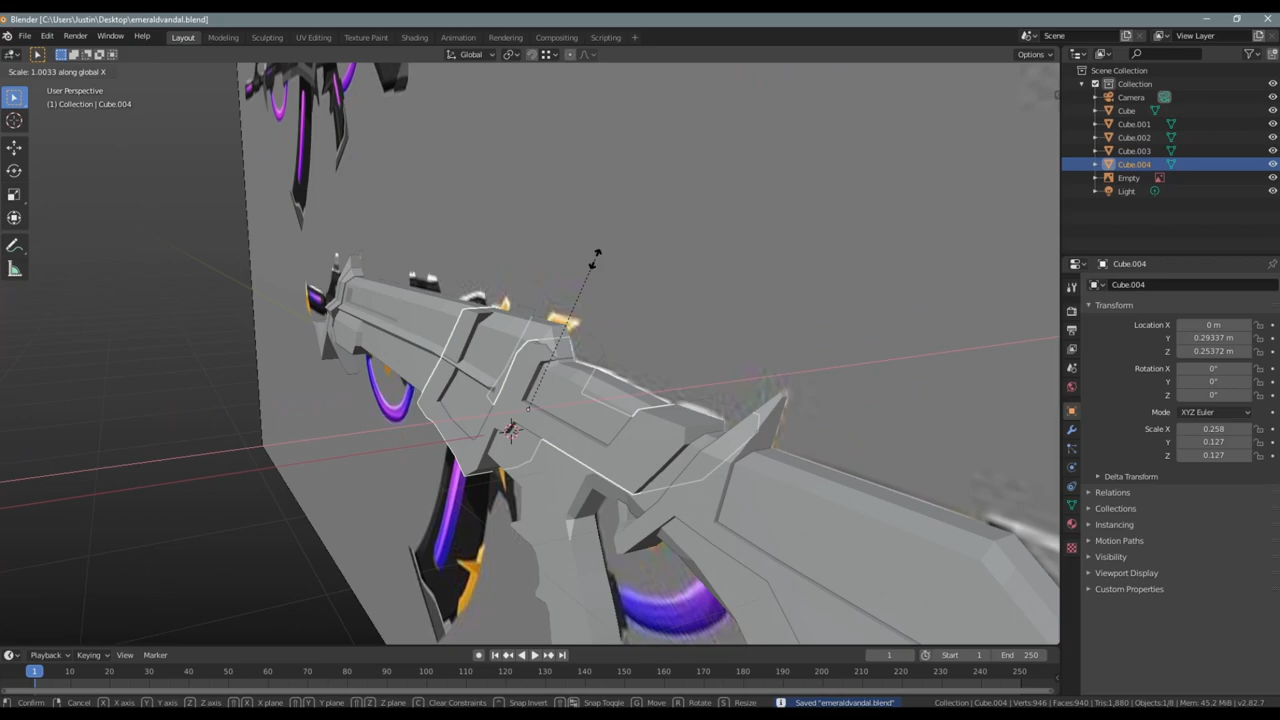 Blender [C:\Users\Justin\Desktop\emeraldvandal.blend]
File Edit Render Window Help Layout Modeling Sculpting UV Editing Texture Paint Shading Animation Rendering Compositing Scripting + Scene View Layer
Global Options
Scale: 1.0033 along global X
User Perspective
(1) Collection | Cube.004
Scene Collection
Collection
Camera
Cube
Cube.001
Cube.002
Cube.003
Cube.004
Empty
Light
Cube.004
Cube.004
Transform
Location X 0 m
Y 0.29337 m
Z 0.25372 m
Rotation X 0°
Y 0°
Z 0°
Mode XYZ Euler
Scale X 0.258
Y 0.127
Z 0.127
Delta Transform
Relations
Collections
Instancing
Motion Paths
Visibility
Viewport Display
Custom Properties
Playback Keying View Marker 1 Start 1 End 250
1 10 20 30 40 50 60 70 80 90 100 110 120 130 140 150 160 170 180 190 200 210 220 230 240 250
Confirm Cancel X X axis Y Y axis Z Z axis X X plane Y Y plane Z Z plane C Clear Constraints Snap Invert Snap Toggle G Move R Rotate S Resize Saved "emeraldvandal.blend" Collection | Cube.004 | Verts:946 | Faces:940 | Tris:1,880 | Objects:1/8 | Mem: 45.2 MiB | v2.82.7